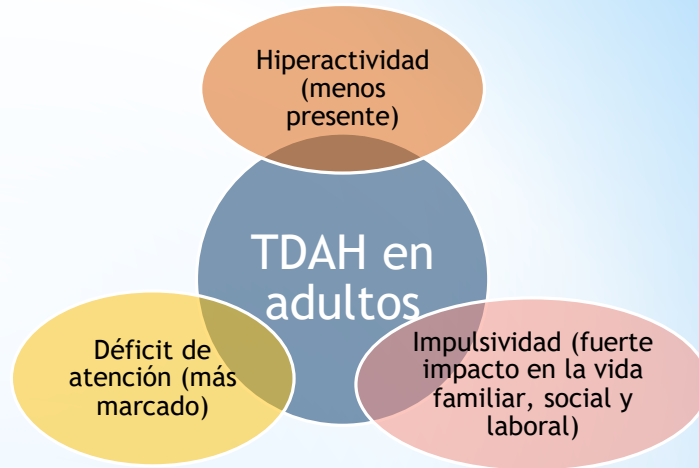 Hiperactividad
(menos
presente)
TDAH en
adultos
Déficit de
atención (más
marcado)
Impulsividad (fuerte
impacto en la vida
familiar, social y
laboral)